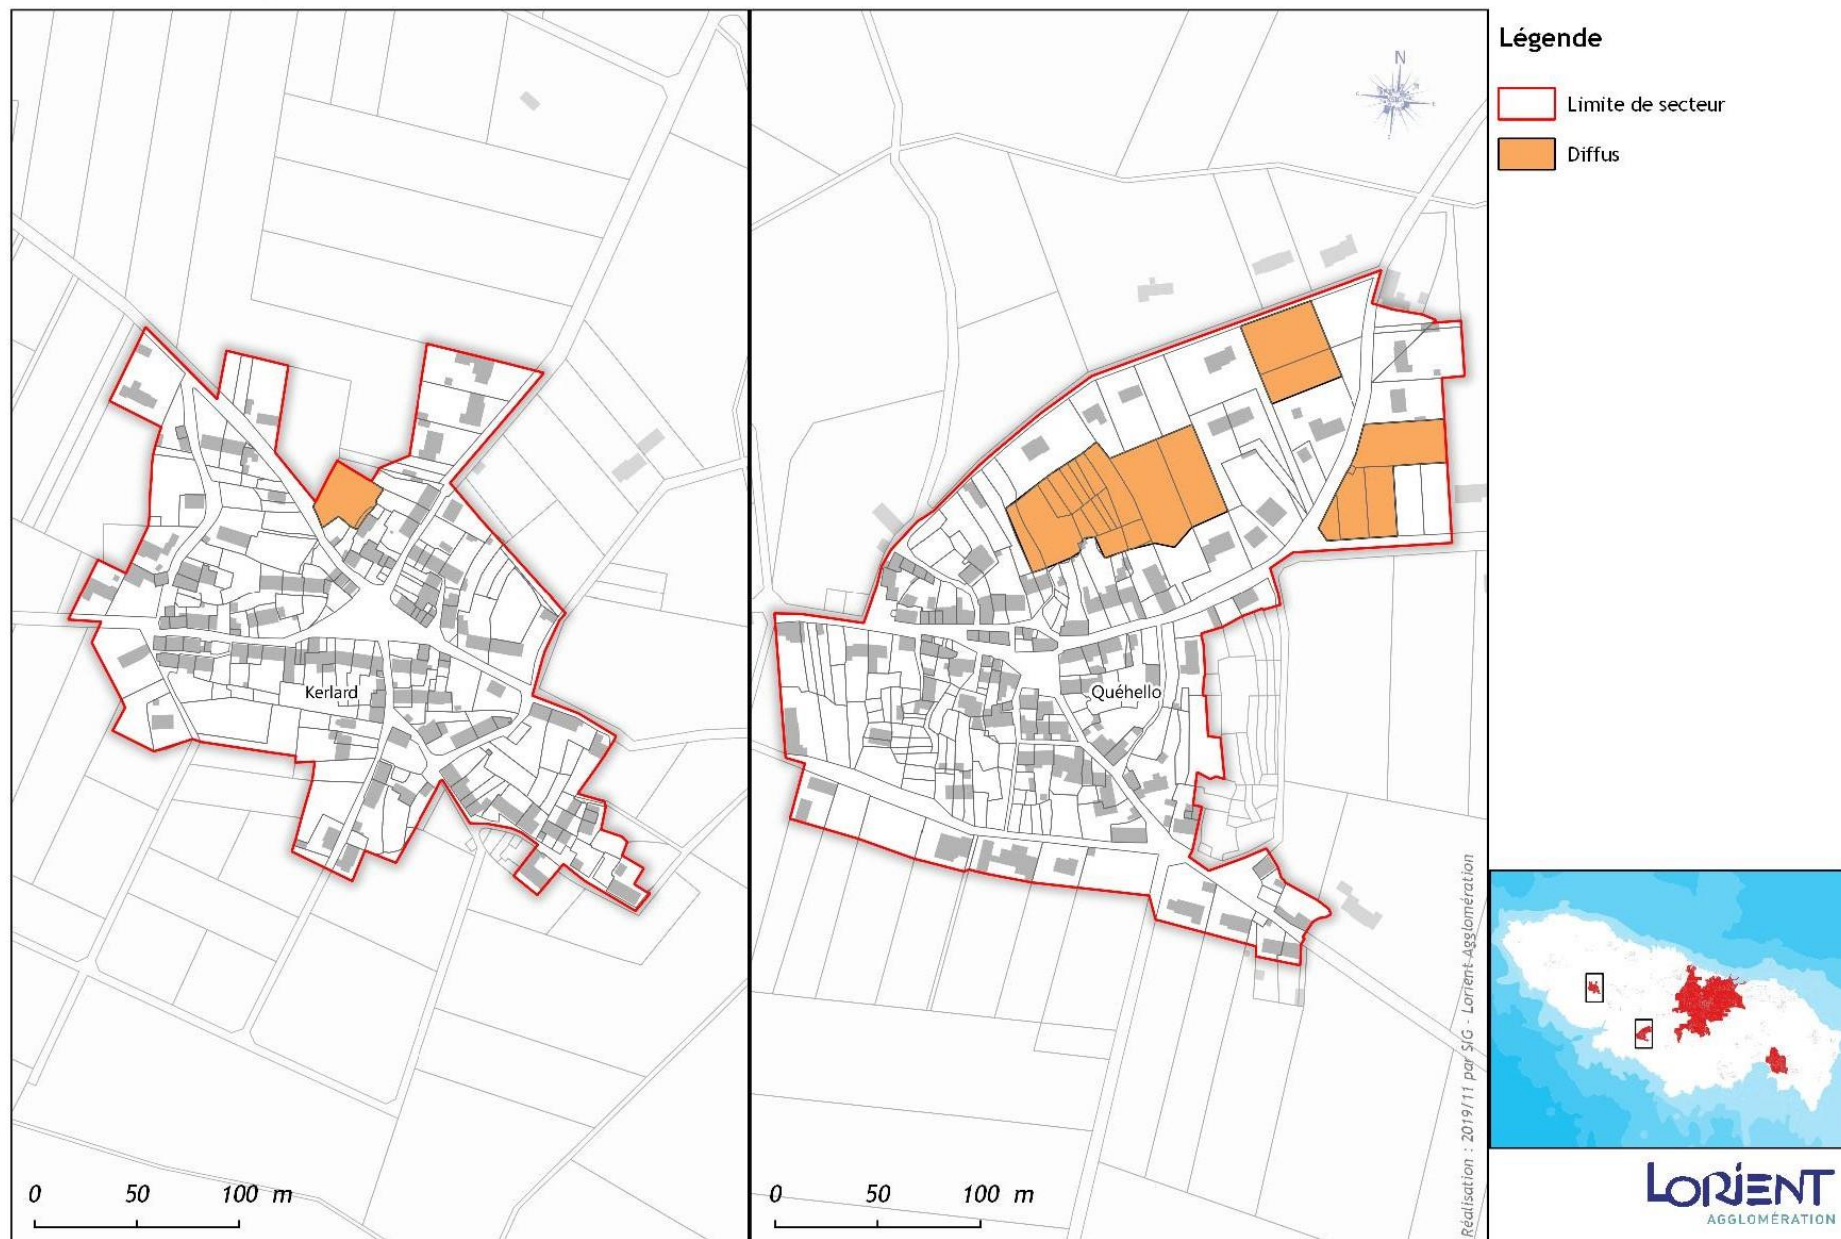 Légende
Limite de secteur
Diffus
N
Kerlard
Quéhello
0 50 100 m
0 50 100 m
Réalisation : 2019/11 par SIG - Lorient Agglomération
LORIENT
AGGLOMÉRATION